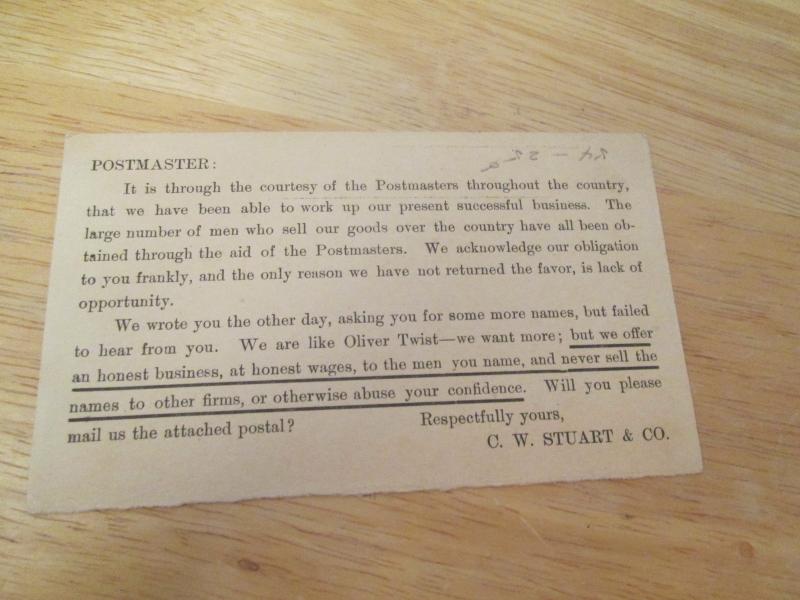 POSTMASTER:
It is through the courtesy of the Postmasters throughout the country,
that we have been able to work up our present successful business. The
large number of men who sell our goods over the country have all been ob-
tained through the aid of the Postmasters. We acknowledge our obligation
to you frankly, and the only reason we have not returned the favor, is lack of
opportunity.
We wrote you the other day, asking you for some more names, but failed
to hear from you. We are like Oliver Twist—we want more; but we offer
an honest business, at honest wages, to the men you name, and never sell the
names to other firms, or otherwise abuse your confidence. Will you please
mail us the attached postal?
Respectfully yours,
C. W. STUART & CO.